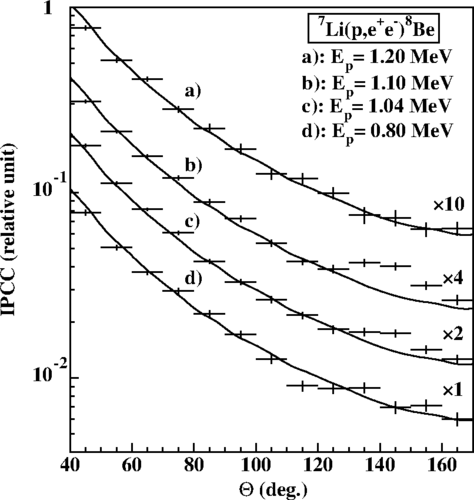 ⁷Li(p,e⁺e⁻)⁸Be
a): Eₚ= 1.20 MeV
b): Eₚ= 1.10 MeV
c): Eₚ= 1.04 MeV
d): Eₚ= 0.80 MeV
1
10⁻¹
10⁻²
IPCC (relative unit)
a)
b)
c)
d)
×10
×4
×2
×1
40 60 80 100 120 140 160
Θ (deg.)